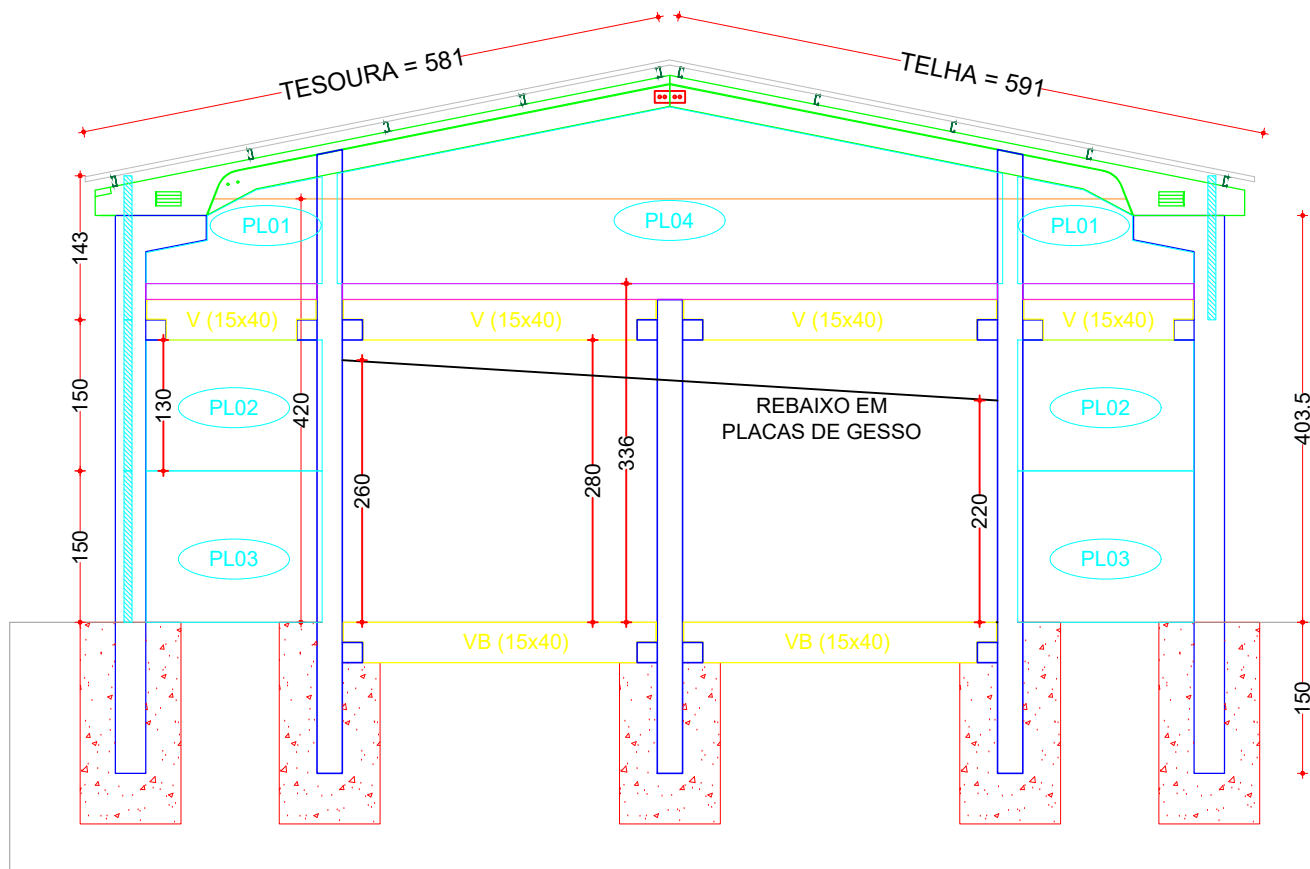 TESOURA = 581
TELHA = 591
PL01
PL04
PL01
143
V (15x40)
V (15x40)
V (15x40)
V (15x40)
150
130
420
PL02
260
280
336
REBAIXO EM
PLACAS DE GESSO
220
PL02
403.5
150
PL03
PL03
VB (15x40)
VB (15x40)
150